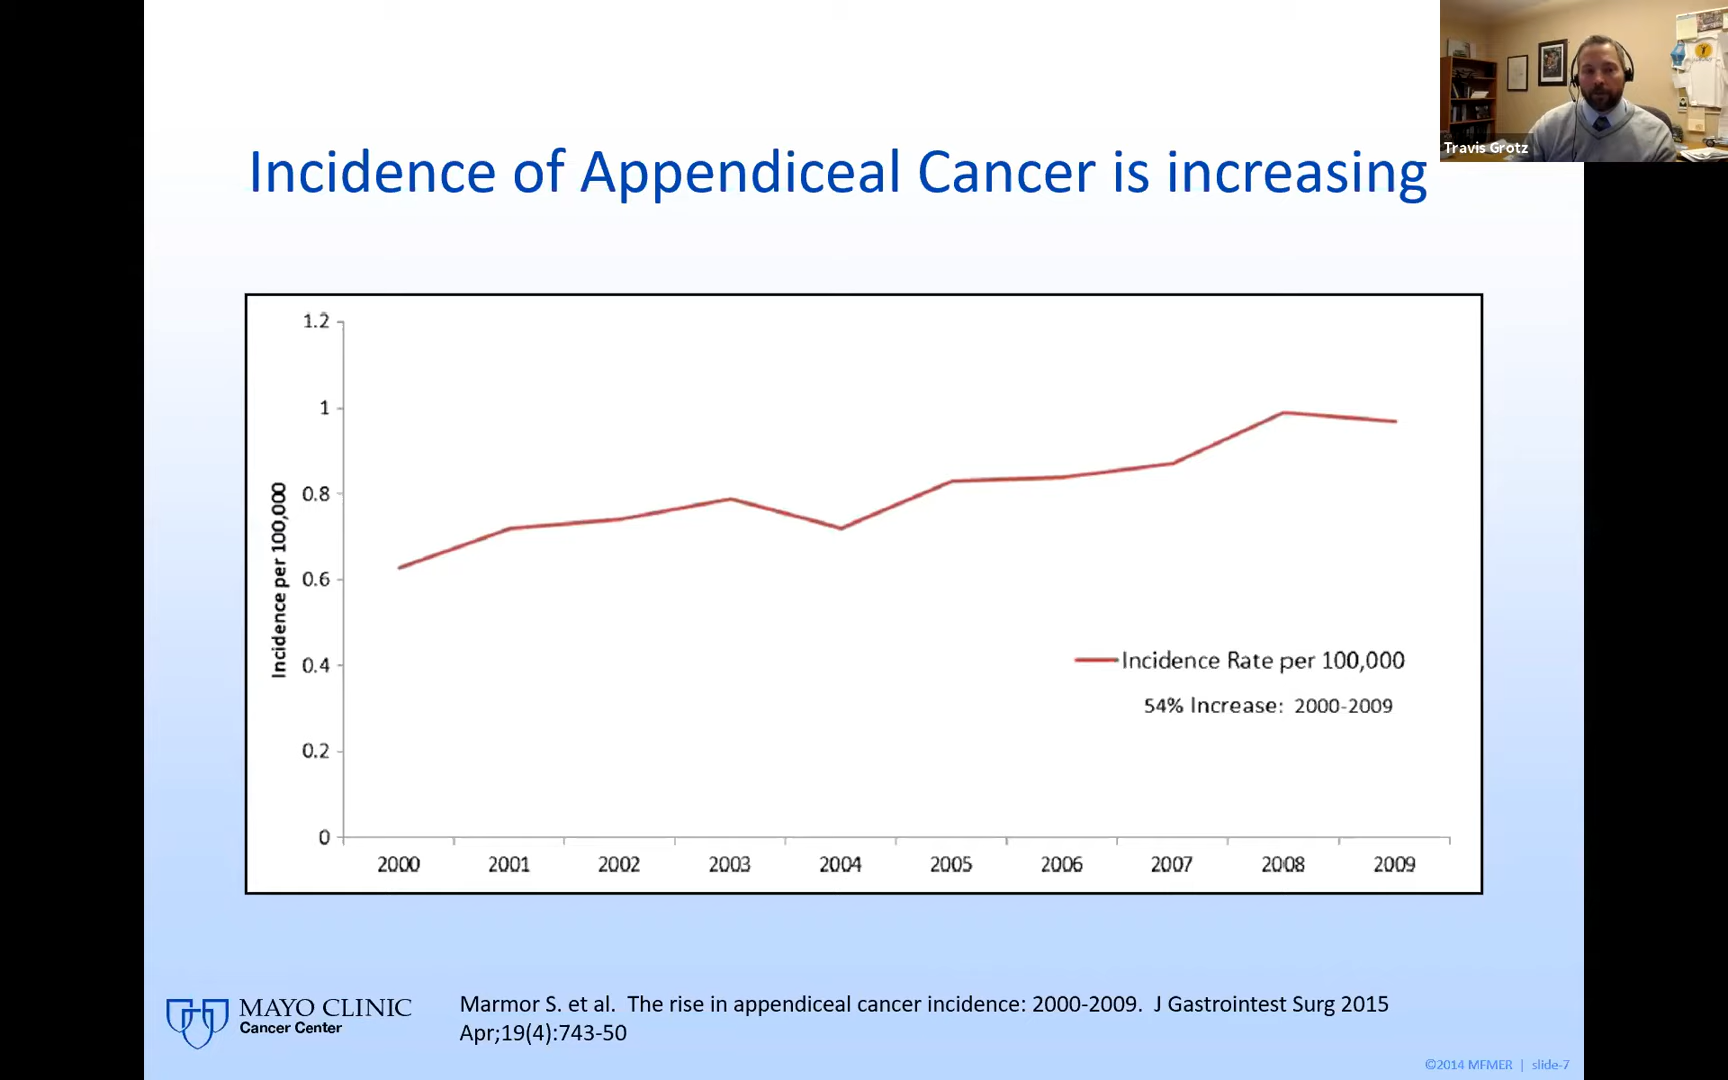 Travis Grotz
Incidence of Appendiceal Cancer is increasing
1.2
1
0.8
0.6
0.4
0.2
0
Incidence per 100,000
Incidence Rate per 100,000
54% Increase: 2000-2009
2000 2001 2002 2003 2004 2005 2006 2007 2008 2009
MAYO CLINIC
Cancer Center
Marmor S. et al. The rise in appendiceal cancer incidence: 2000-2009. J Gastrointest Surg 2015
Apr;19(4):743-50
©2014 MFMER | slide-7